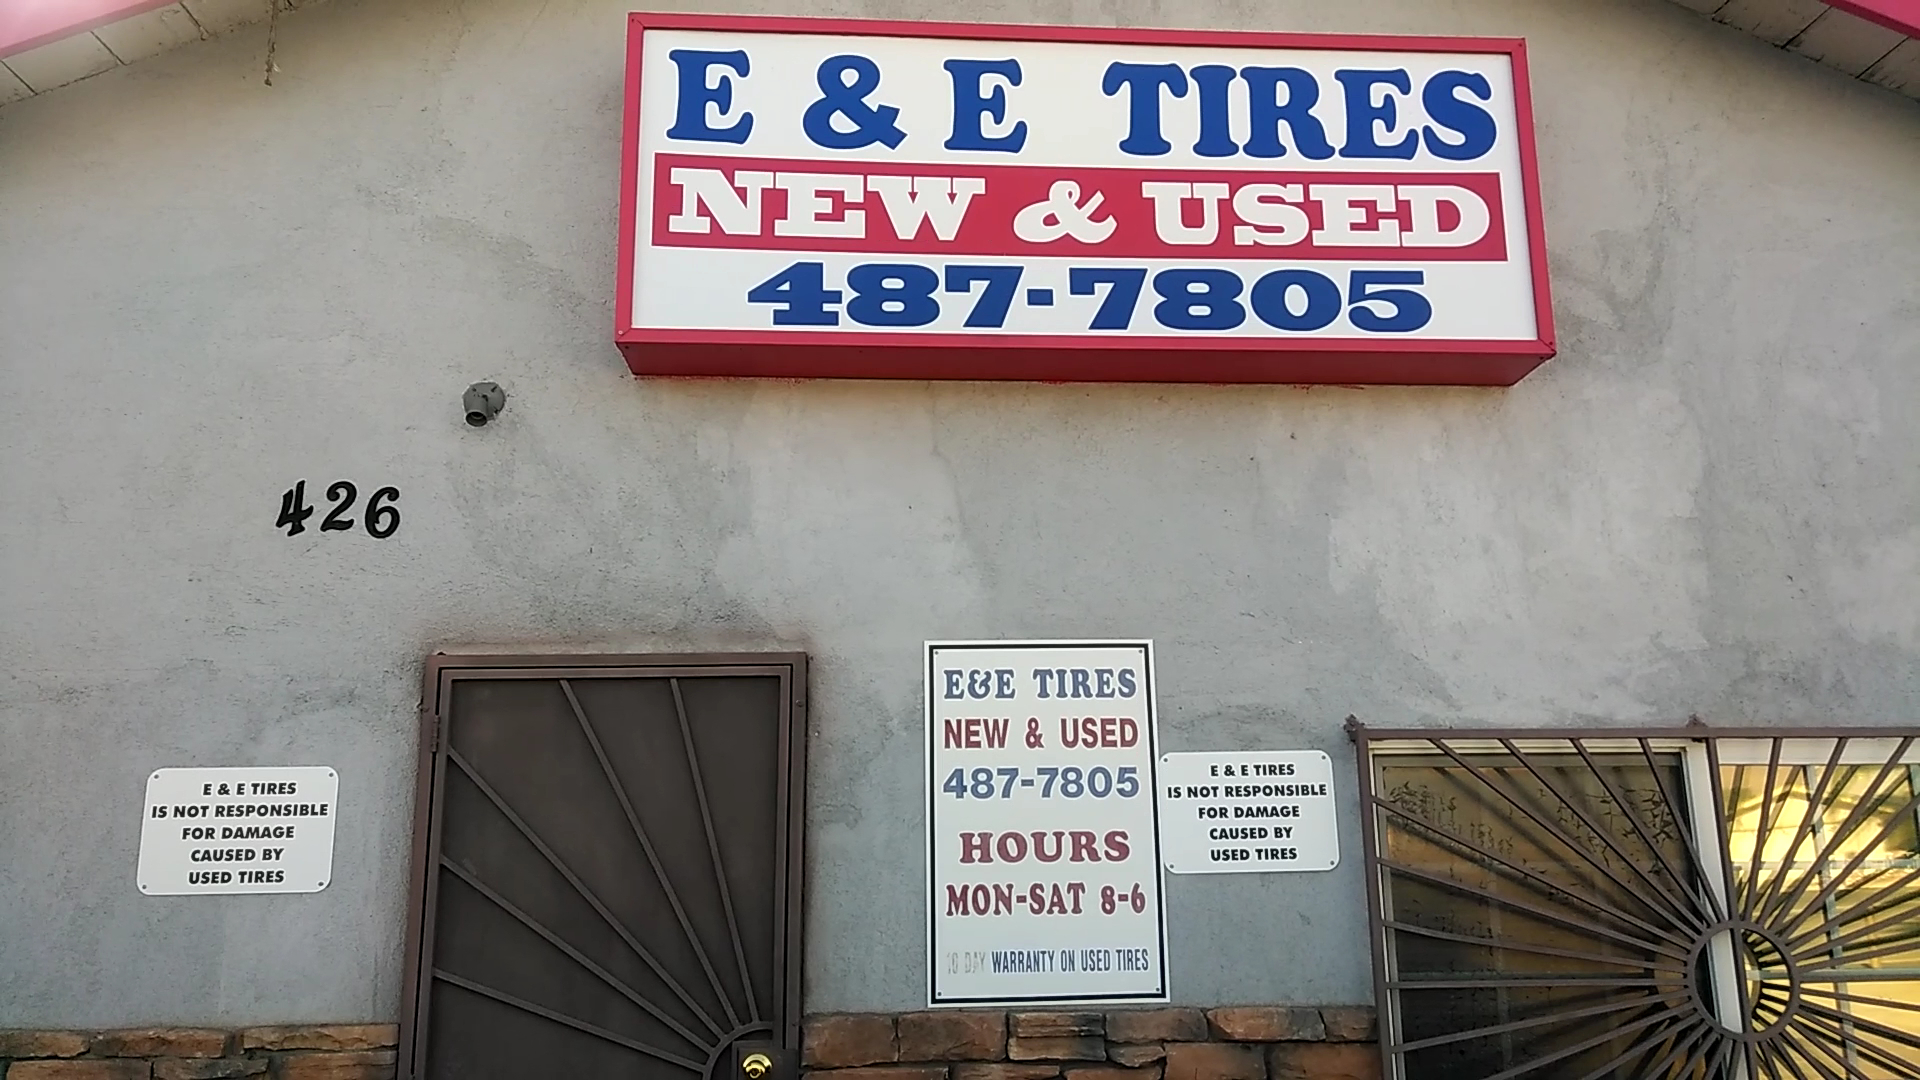 E & E TIRES
NEW & USED
487-7805
426
E & E TIRES
IS NOT RESPONSIBLE
FOR DAMAGE
CAUSED BY
USED TIRES
E&E TIRES
NEW & USED
487-7805
HOURS
MON-SAT 8-6
10 DAY WARRANTY ON USED TIRES
E & E TIRES
IS NOT RESPONSIBLE
FOR DAMAGE
CAUSED BY
USED TIRES